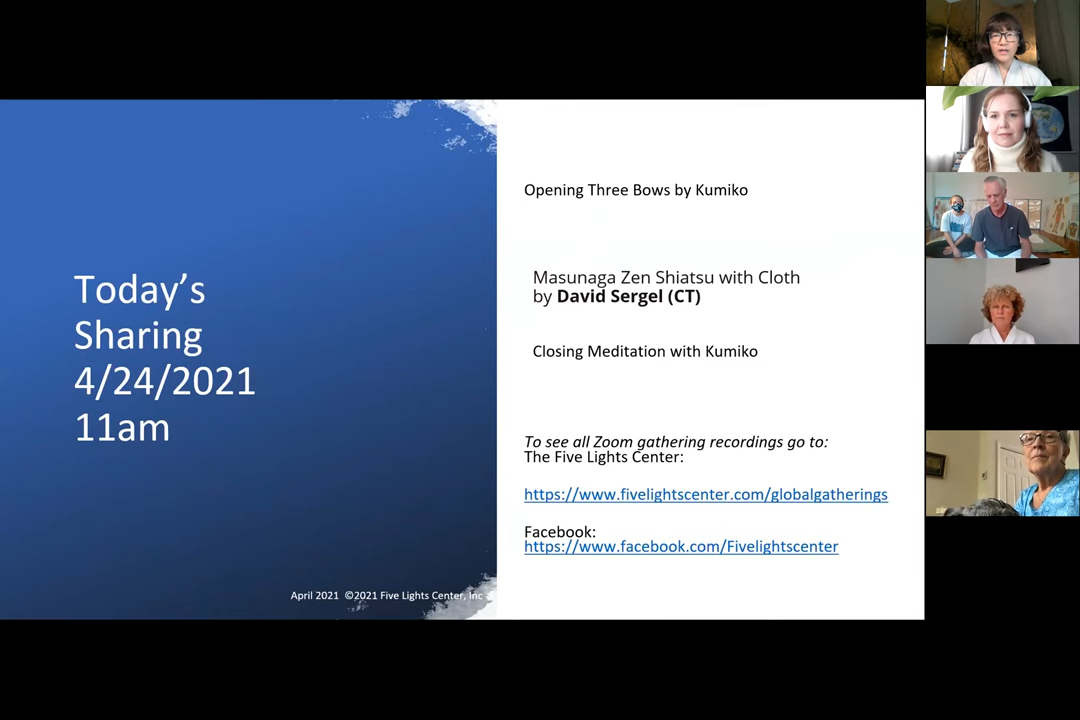 Today’s
Sharing
4/24/2021
11am
April 2021 ©2021 Five Lights Center, Inc
Opening Three Bows by Kumiko
Masunaga Zen Shiatsu with Cloth
by David Sergel (CT)
Closing Meditation with Kumiko
To see all Zoom gathering recordings go to:
The Five Lights Center:
https://www.fivelightscenter.com/globalgatherings
Facebook:
https://www.facebook.com/Fivelightscenter